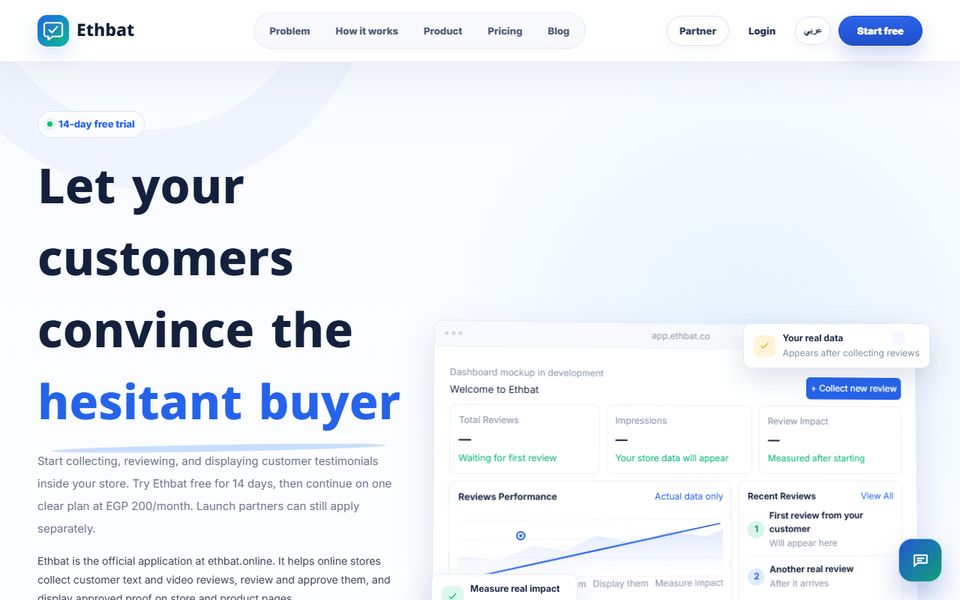 Ethbat
Problem
How it works
Product
Pricing
Blog
Partner
Login
عربي
Start free
14-day free trial
Let your
customers
convince the
hesitant buyer
Start collecting, reviewing, and displaying customer testimonials
inside your store. Try Ethbat free for 14 days, then continue on one
clear plan at EGP 200/month. Launch partners can still apply
separately.
Ethbat is the official application at ethbat.online. It helps online stores
collect customer text and video reviews, review and approve them, and
display approved proof on store and product pages.
app.ethbat.co
Your real data
Appears after collecting reviews
Dashboard mockup in development
Welcome to Ethbat
+ Collect new review
Total Reviews
—
Waiting for first review
Impressions
—
Your store data will appear
Review Impact
—
Measured after starting
Reviews Performance
Actual data only
Display them
Measure impact
Measure real impact
Recent Reviews
View All
1
First review from your
customer
Will appear here
2
Another real review
After it arrives